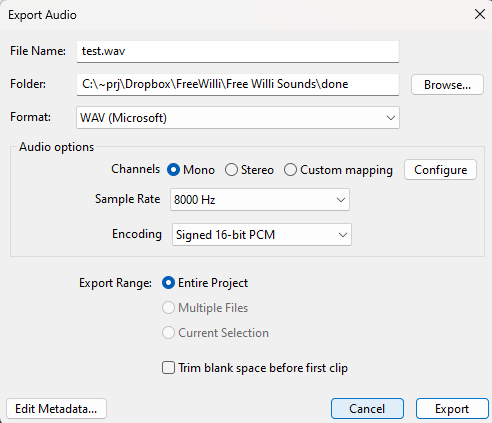 Export Audio
File Name: test.wav
Folder: C:\~prj\Dropbox\FreeWilli\Free Willi Sounds\done Browse...
Format: WAV (Microsoft)
Audio options
Channels Mono Stereo Custom mapping Configure
Sample Rate 8000 Hz
Encoding Signed 16-bit PCM
Export Range: Entire Project
Multiple Files
Current Selection
Trim blank space before first clip
Edit Metadata... Cancel Export